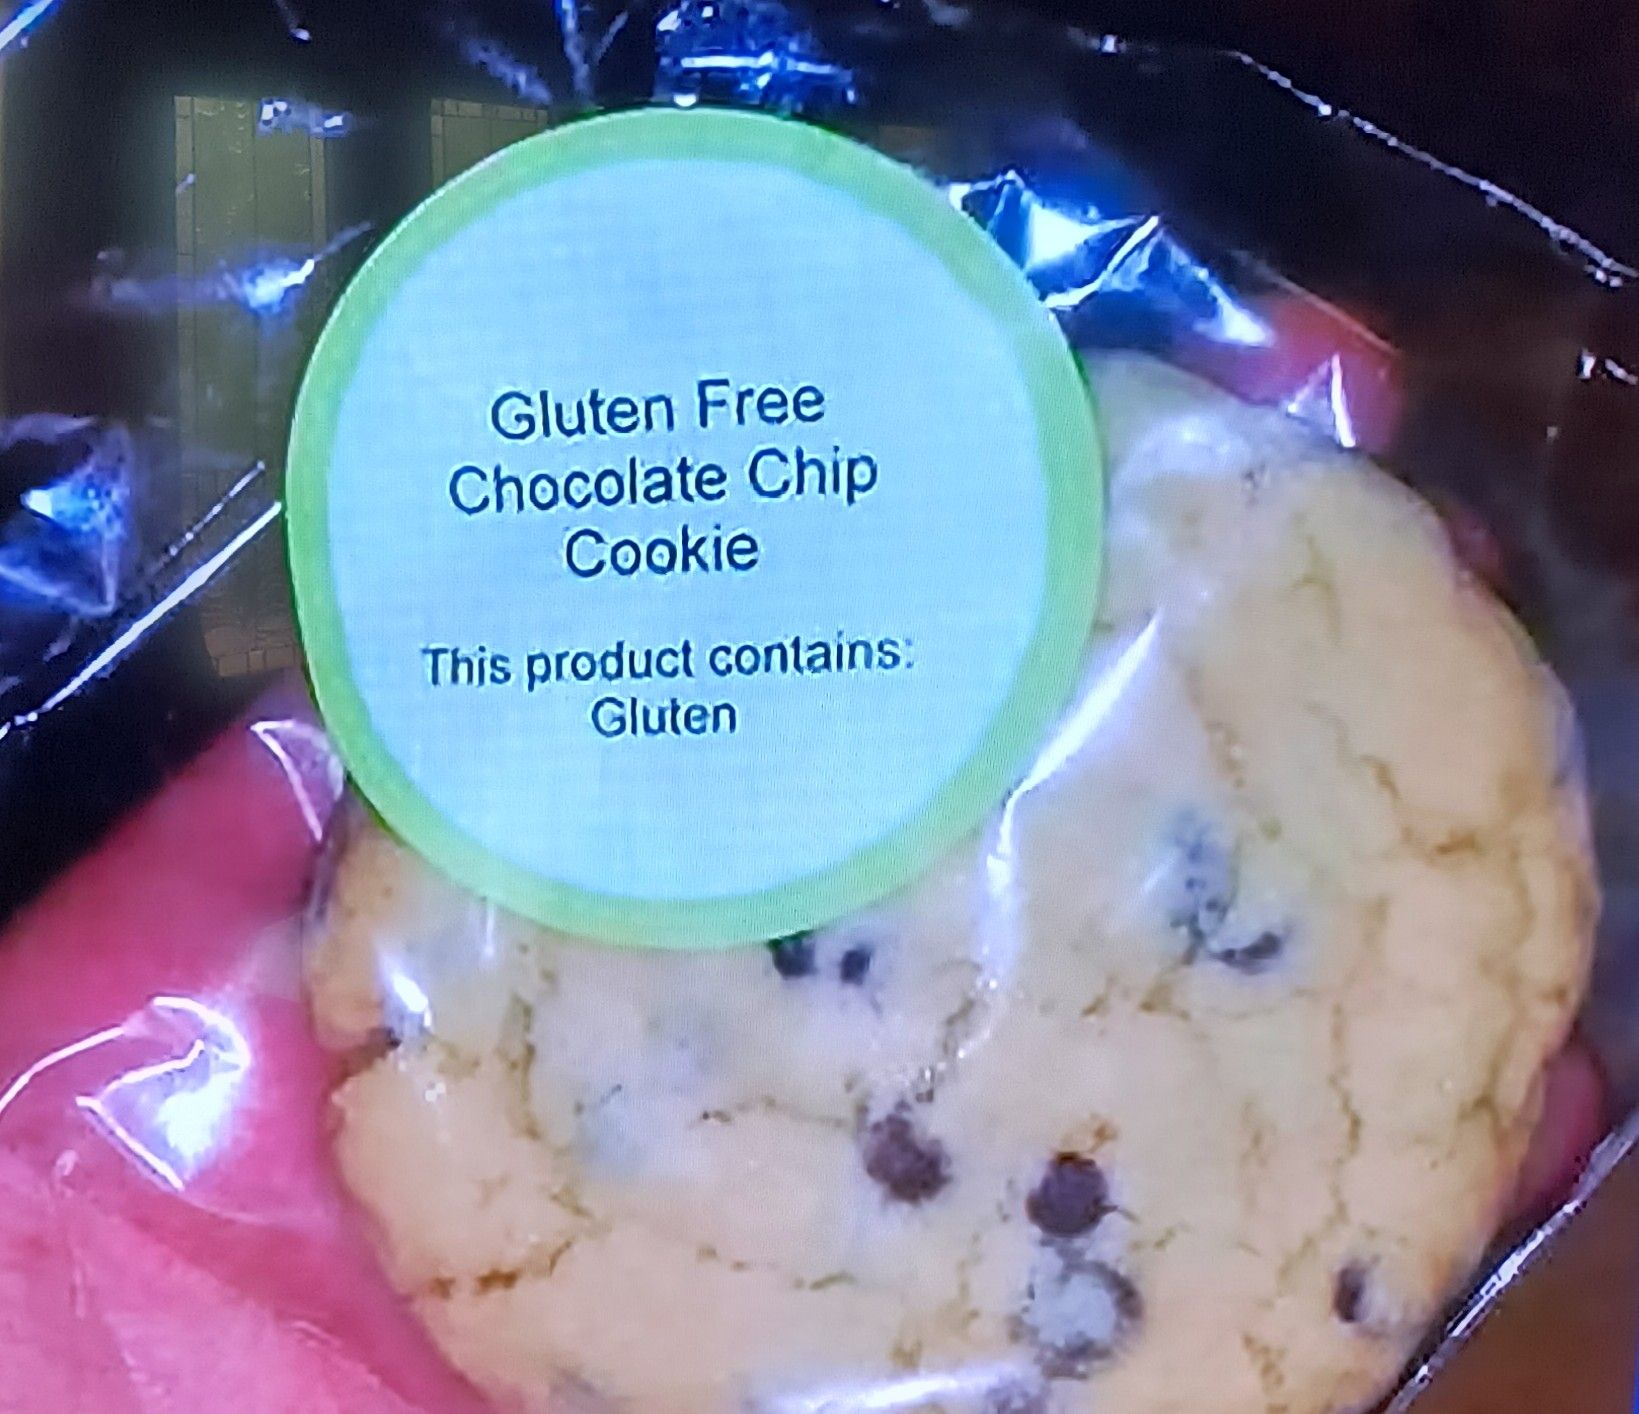 Gluten Free
Chocolate Chip
Cookie
This product contains:
Gluten